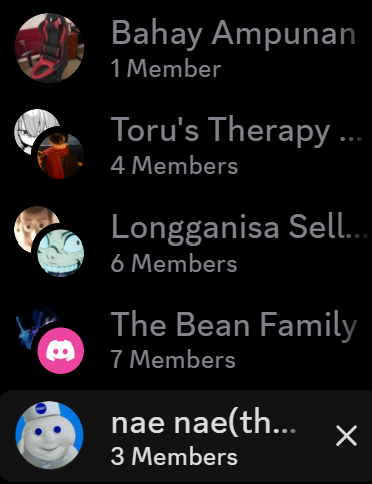 Bahay Ampunan
1 Member
Toru's Therapy ...
4 Members
Longganisa Sell...
6 Members
The Bean Family
7 Members
nae nae(th...
3 Members